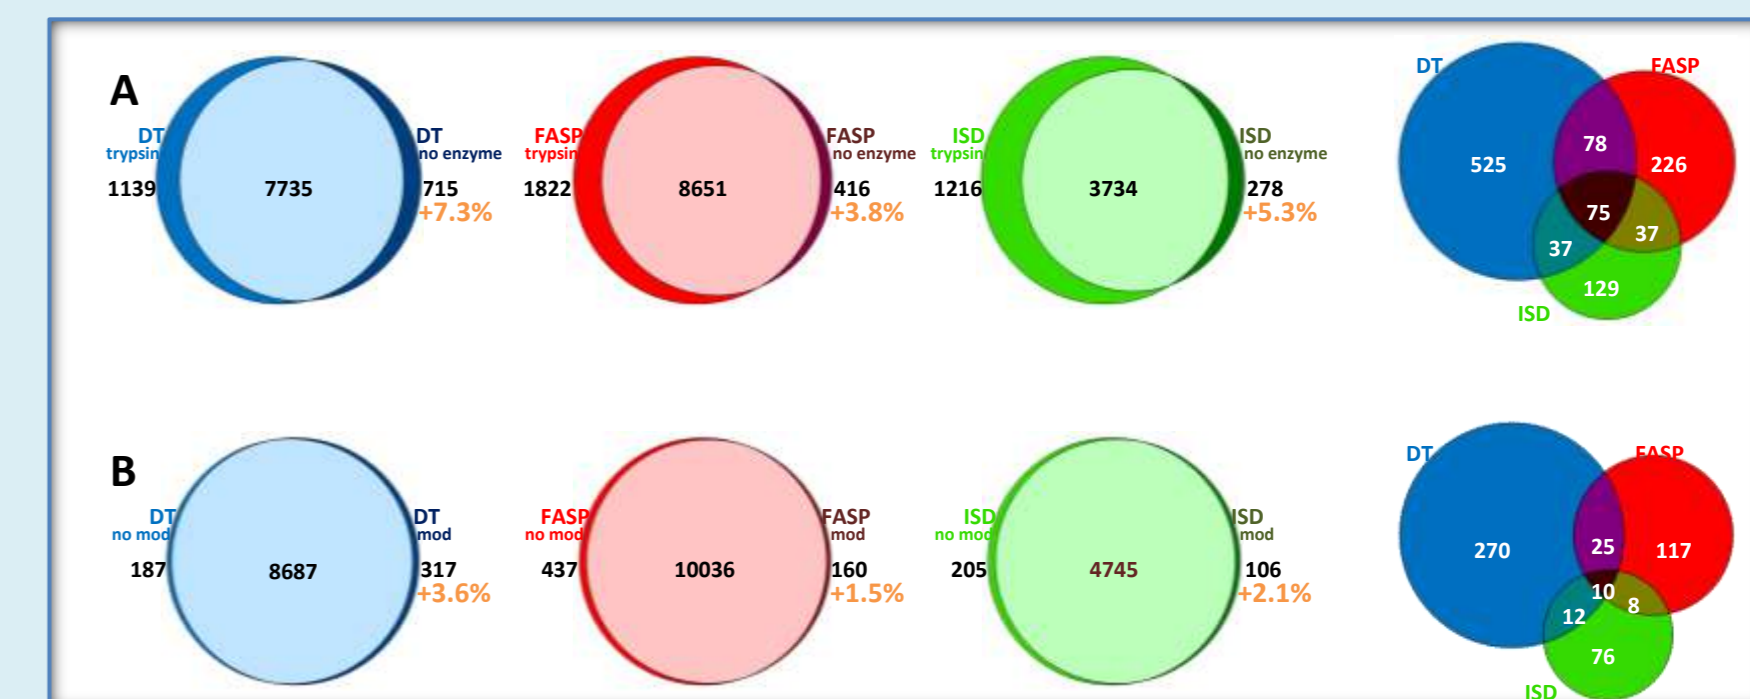 A
DT
trypsin
1139
7735
DT
no enzyme
715
+7.3%
FASP
trypsin
1822
8651
FASP
no enzyme
416
+3.8%
ISD
trypsin
1216
3734
ISD
no enzyme
278
+5.3%
DT
FASP
525
78
226
75
37
37
129
ISD
B
DT
no mod
187
8687
DT
mod
317
+3.6%
FASP
no mod
437
10036
FASP
mod
160
+1.5%
ISD
no mod
205
4745
ISD
mod
106
+2.1%
DT
FASP
270
25
117
10
12
8
76
ISD